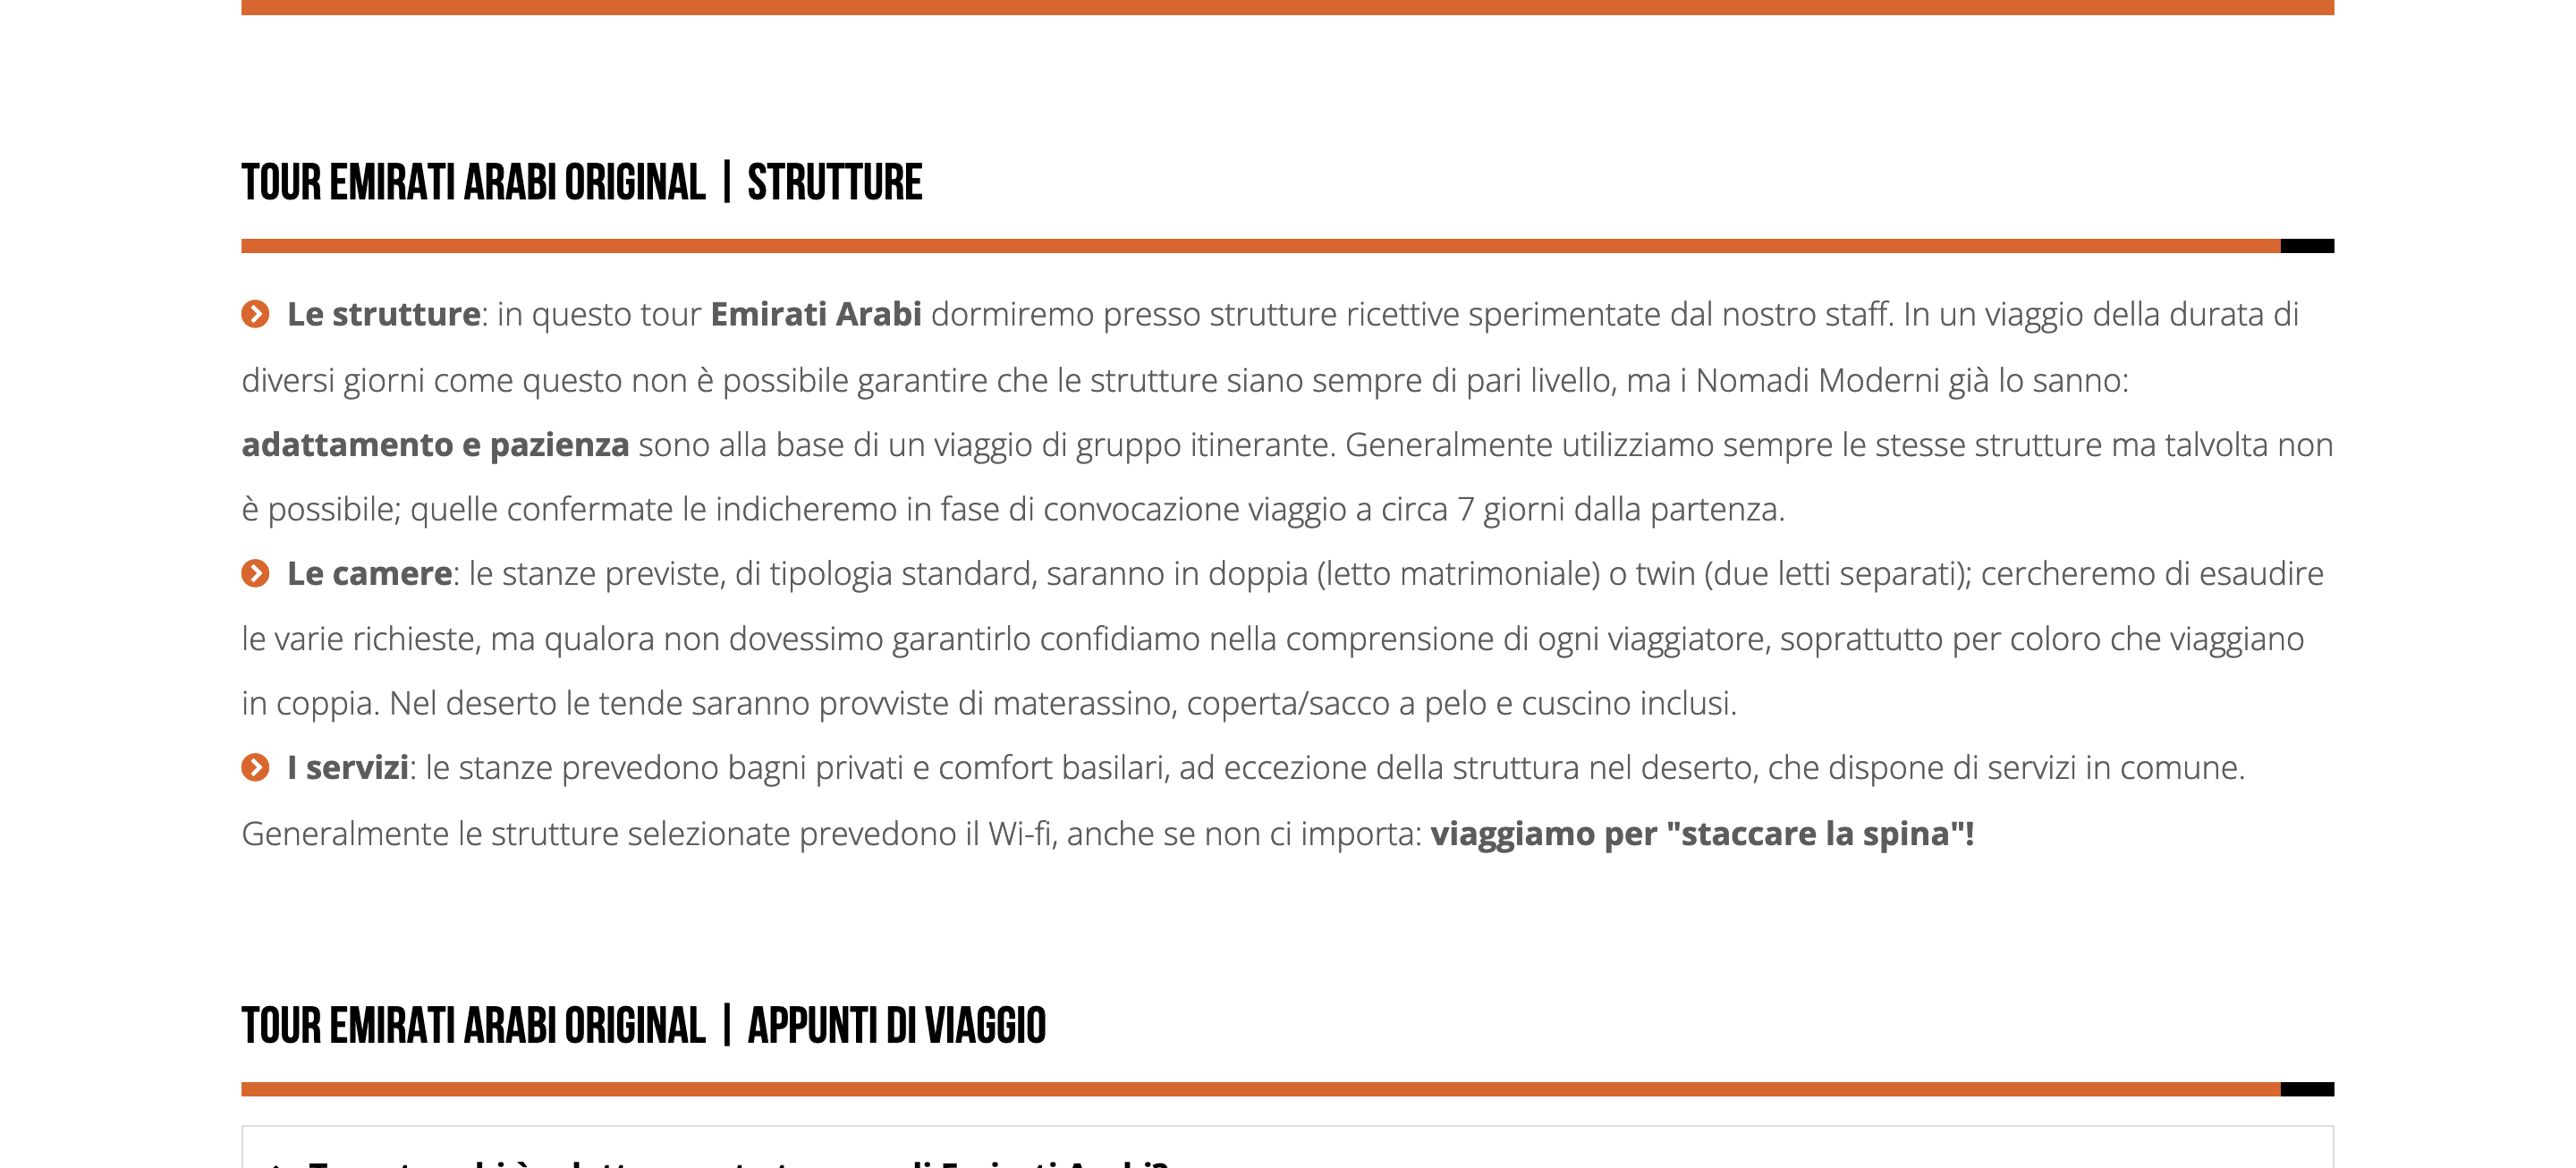 TOUR EMIRATI ARABI ORIGINAL | STRUTTURE
Le strutture: in questo tour Emirati Arabi dormiremo presso strutture ricettive sperimentate dal nostro staff. In un viaggio della durata di
diversi giorni come questo non è possibile garantire che le strutture siano sempre di pari livello, ma i Nomadi Moderni già lo sanno:
adattamento e pazienza sono alla base di un viaggio di gruppo itinerante. Generalmente utilizziamo sempre le stesse strutture ma talvolta non
è possibile; quelle confermate le indicheremo in fase di convocazione viaggio a circa 7 giorni dalla partenza.
Le camere: le stanze previste, di tipologia standard, saranno in doppia (letto matrimoniale) o twin (due letti separati); cercheremo di esaudire
le varie richieste, ma qualora non dovessimo garantirlo confidiamo nella comprensione di ogni viaggiatore, soprattutto per coloro che viaggiano
in coppia. Nel deserto le tende saranno provviste di materassino, coperta/sacco a pelo e cuscino inclusi.
I servizi: le stanze prevedono bagni privati e comfort basilari, ad eccezione della struttura nel deserto, che dispone di servizi in comune.
Generalmente le strutture selezionate prevedono il Wi-fi, anche se non ci importa: viaggiamo per "staccare la spina"!
TOUR EMIRATI ARABI ORIGINAL | APPUNTI DI VIAGGIO
di Emirati Arabi?